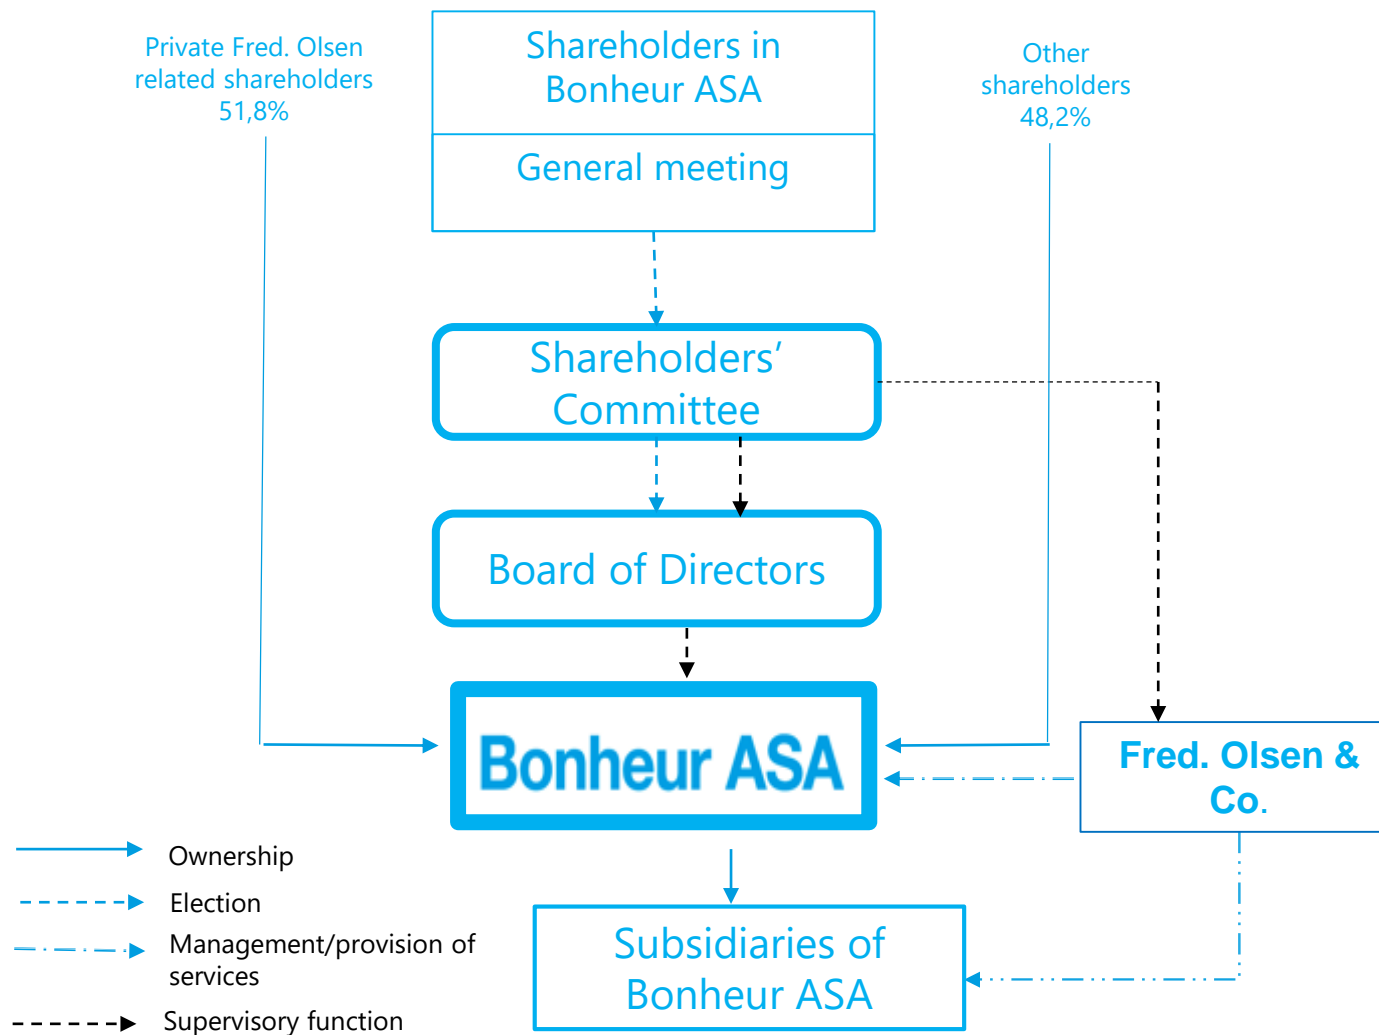 Private Fred. Olsen
related shareholders
51,8%
Shareholders in
Bonheur ASA
General meeting
Other
shareholders
48,2%
Shareholders’
Committee
Board of Directors
Bonheur ASA
Fred. Olsen &
Co.
Subsidiaries of
Bonheur ASA
Ownership
Election
Management/provision of
services
Supervisory function